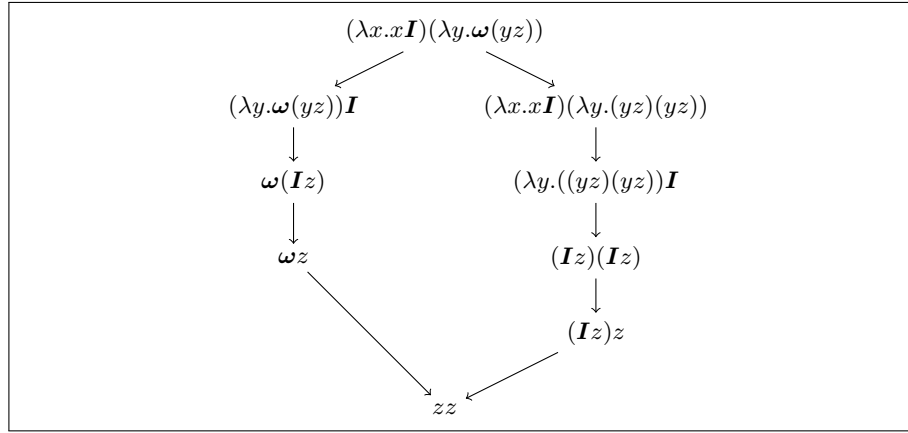 (λx.x𝑰)(λy.𝝎(yz))
(λy.𝝎(yz))𝑰 (λx.x𝑰)(λy.(yz)(yz))
𝝎(𝑰z) (λy.((yz)(yz))𝑰
𝝎z (𝑰z)(𝑰z)
(𝑰z)z
zz